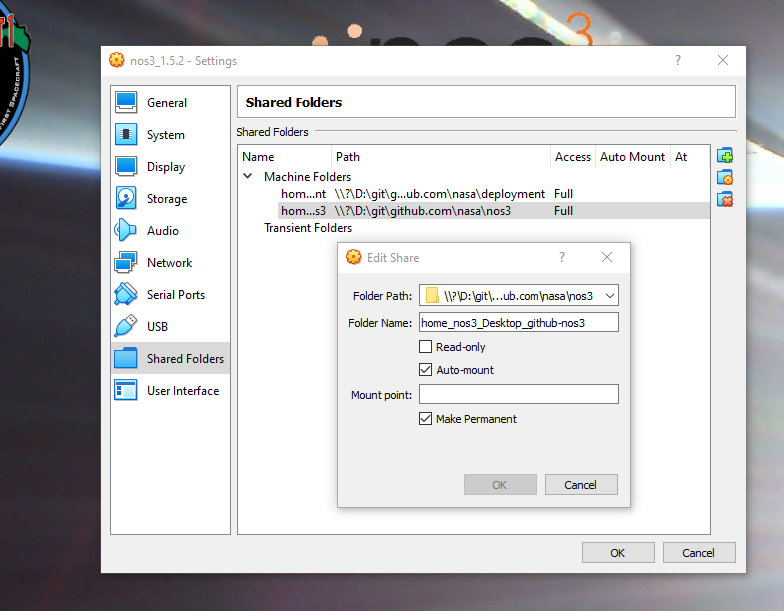 nos3
FIRST SPACECRAFT
nos3_1.5.2 - Settings
?
General
System
Display
Storage
Audio
Network
Serial Ports
USB
Shared Folders
User Interface
Shared Folders
Shared Folders
Name Path Access Auto Mount At
Machine Folders
hom...nt \\?\D:\git\g...ub.com\nasa\deployment Full
hom...s3 \\?\D:\git\github.com\nasa\nos3 Full
Transient Folders
Edit Share
?
Folder Path: \\?\D:\git\...ub.com\nasa\nos3
Folder Name: home_nos3_Desktop_github-nos3
Read-only
Auto-mount
Mount point:
Make Permanent
OK Cancel
OK Cancel